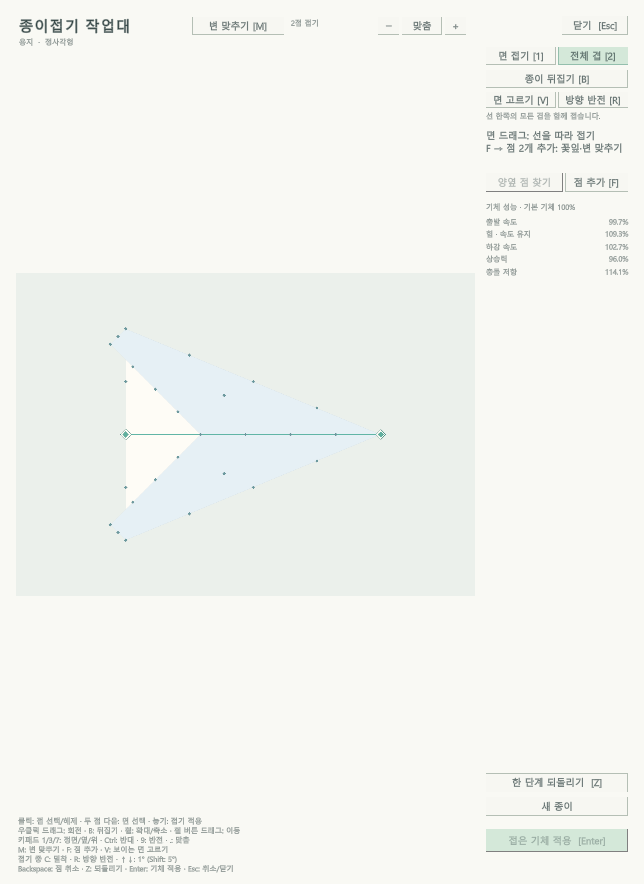 종이접기 작업대
용지 · 정사각형
변 맞추기 [M]
2점 접기
− 맞춤 +
닫기 [Esc]
면 접기 [1] 전체 겹 [2]
종이 뒤집기 [B]
면 고르기 [V] 방향 반전 [R]
선 한쪽의 모든 겹을 함께 접습니다.
면 드래그: 선을 따라 접기
F → 점 2개 추가: 꽃잎·변 맞추기
양옆 점 찾기 점 추가 [F]
기체 성능 · 기본 기체 100%
종발 속도 99.7%
힘 · 속도 유지 109.3%
하강 속도 102.7%
상승력 96.0%
충돌 저항 114.1%
한 단계 되돌리기 [Z]
새 종이
접은 기체 적용 [Enter]
클릭: 점 선택/해제 · 두 점 다음: 면 선택 · 놓기: 접기 적용
우클릭 드래그: 회전 · B: 뒤집기 · 휠: 확대/축소 · 휠 버튼 드래그: 이동
키패드 1/3/7: 정면/옆/위 · Ctrl: 반대 · 9: 반전 · .: 맞춤
M: 변 맞추기 · F: 점 추가 · V: 보이는 면 고르기
접기 중 C: 밀착 · R: 방향 반전 · ↑ ↓: 1° (Shift: 5°)
Backspace: 점 취소 · Z: 되돌리기 · Enter: 기체 적용 · Esc: 취소/닫기